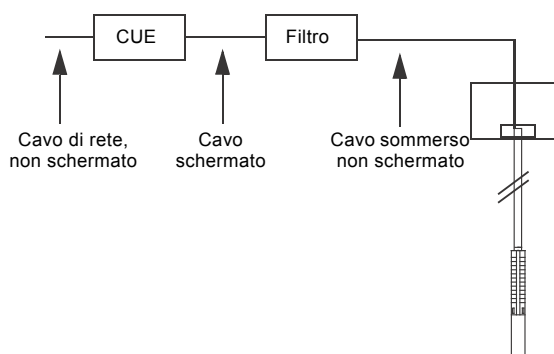 CUE
Filtro
Cavo di rete,
non schermato
Cavo
schermato
Cavo sommerso
non schermato